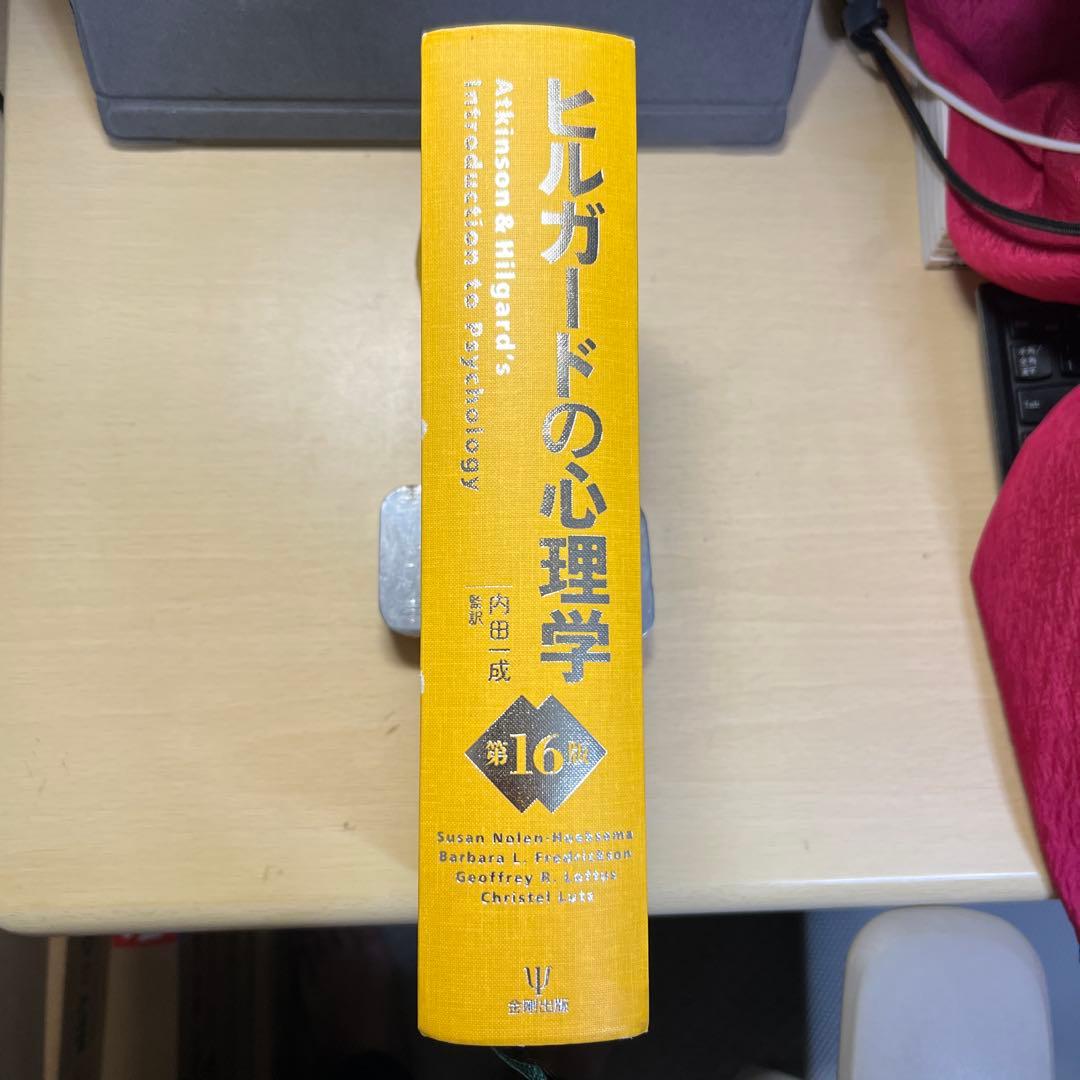 ヒルガードの心理学
Atkinson & Hilgard's
Introduction to Psychology
内田一成
監訳
第16版
Susan Nolen-Hoeksema
Barbara L. Fredrickson
Geoffrey R. Loftus
Christel Lutz
Ψ
金剛出版
Tab